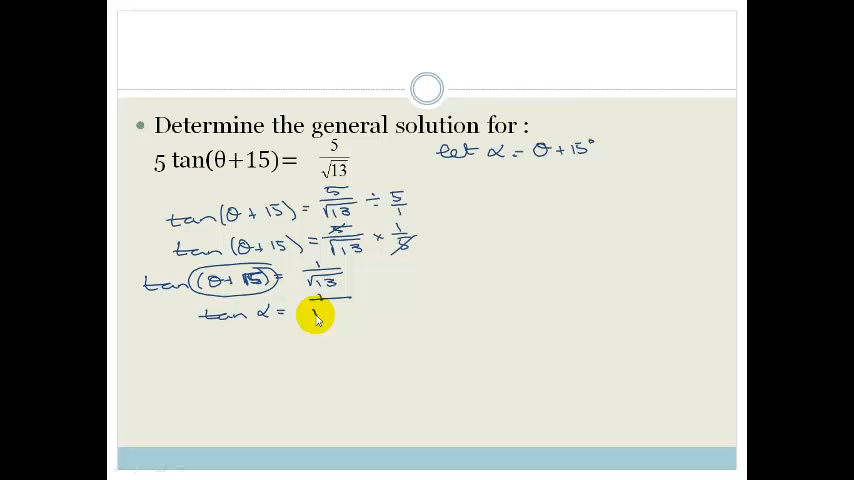 Determine the general solution for :
5 tan(θ+15)= 5/√13
let α = θ + 15°
tan(θ + 15) = 5/√13 ÷ 5/1
tan (θ + 15) = 5/√13 × 1/5
tan (θ + 15) = 1/√13
tan α =